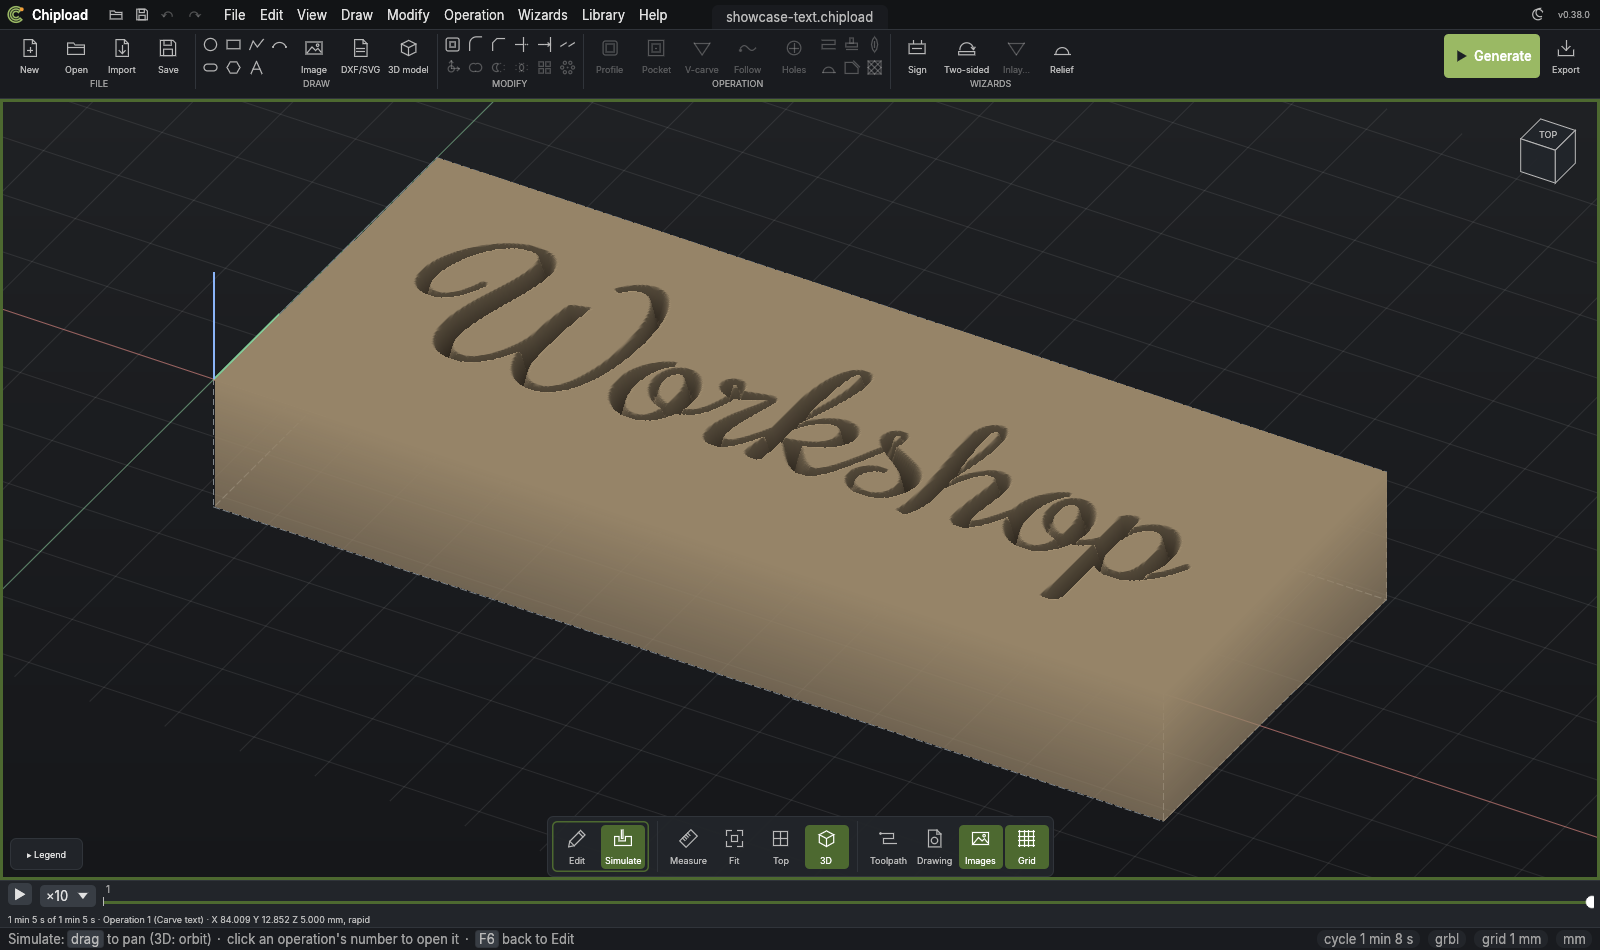 Chipload File Edit View Draw Modify Operation Wizards Library Help showcase-text.chipload v0.38.0
New Open Import Save Image DXF/SVG 3D model Profile Pocket V-carve Follow Holes Sign Two-sided Inlay... Relief Generate Export
FILE DRAW MODIFY OPERATION WIZARDS
TOP
Workshop
Legend
Edit Simulate Measure Fit Top 3D Toolpath Drawing Images Grid
×10 1
1 min 5 s of 1 min 5 s · Operation 1 (Carve text) · X 84.009 Y 12.852 Z 5.000 mm, rapid
Simulate: drag to pan (3D: orbit) · click an operation's number to open it · F6 back to Edit cycle 1 min 8 s grbl grid 1 mm mm